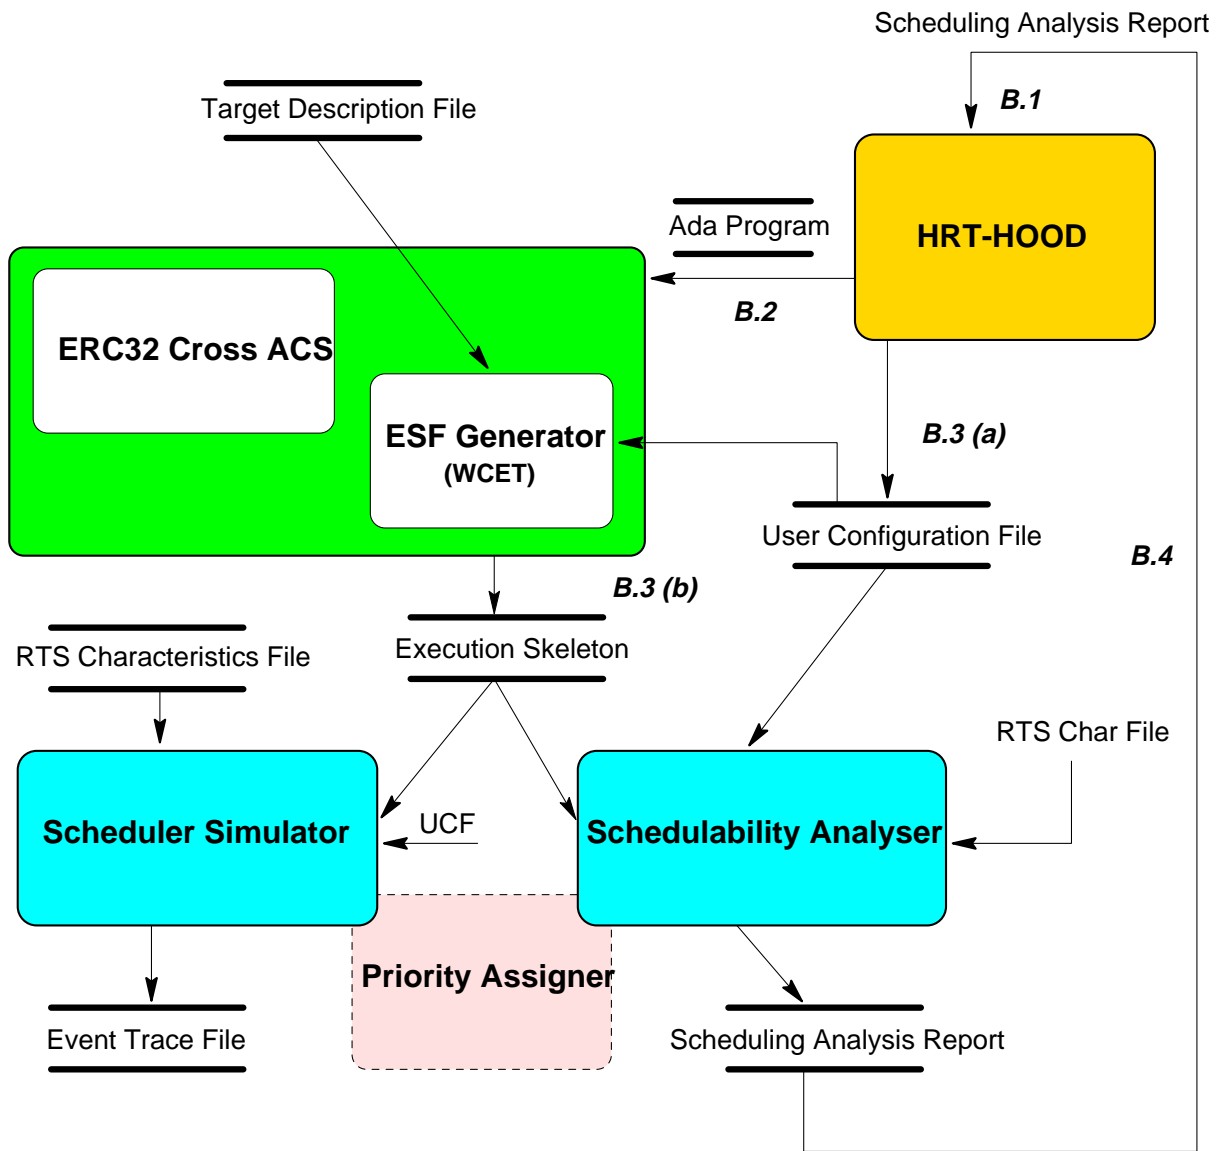 Scheduling Analysis Report
B.1
Target Description File
Ada Program
HRT-HOOD
B.2
ERC32 Cross ACS
ESF Generator
(WCET)
B.3 (a)
User Configuration File
B.4
B.3 (b)
Execution Skeleton
RTS Characteristics File
RTS Char File
UCF
Scheduler Simulator
Schedulability Analyser
Priority Assigner
Event Trace File
Scheduling Analysis Report